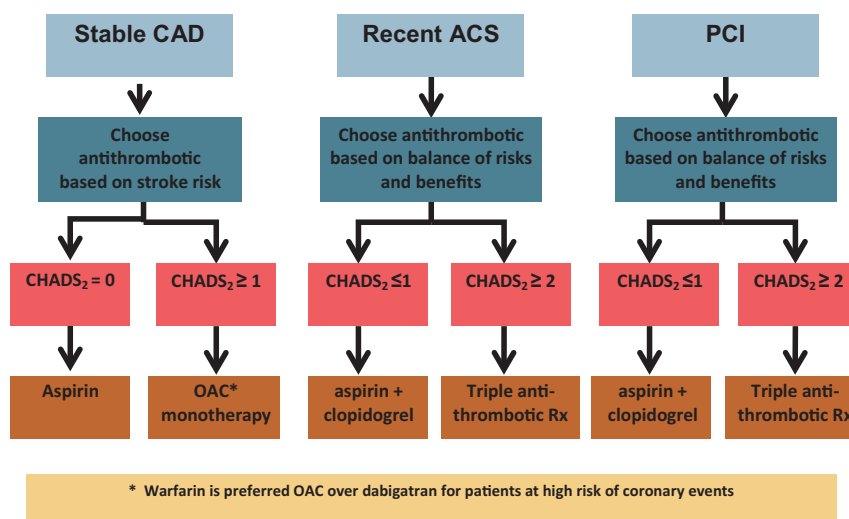 Stable CAD
Recent ACS
PCI
Choose
antithrombotic
based on stroke risk
Choose antithrombotic
based on balance of risks
and benefits
Choose antithrombotic
based on balance of risks
and benefits
CHADS₂ = 0
CHADS₂ ≥ 1
CHADS₂ ≤1
CHADS₂ ≥ 2
CHADS₂ ≤1
CHADS₂ ≥ 2
Aspirin
OAC*
monotherapy
aspirin +
clopidogrel
Triple anti-
thrombotic Rx
aspirin +
clopidogrel
Triple anti-
thrombotic Rx
* Warfarin is preferred OAC over dabigatran for patients at high risk of coronary events